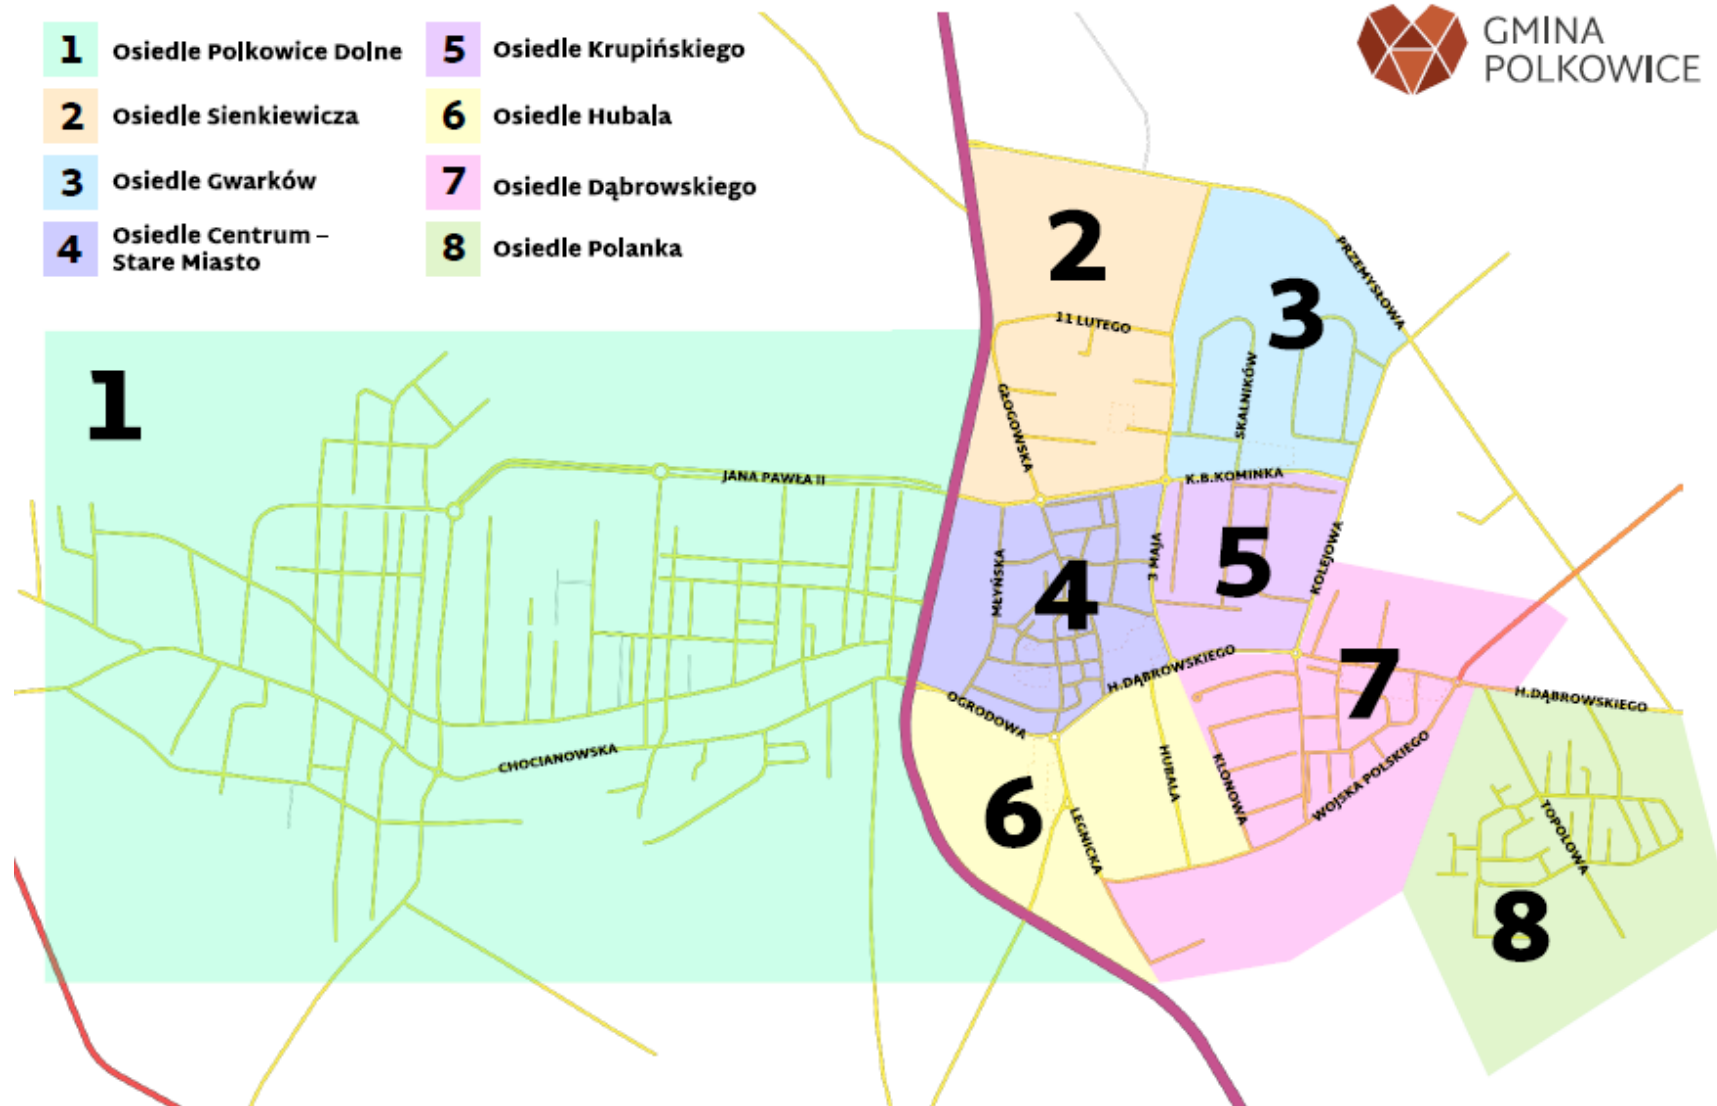 1 Osiedle Polkowice Dolne
2 Osiedle Sienkiewicza
3 Osiedle Gwarków
4 Osiedle Centrum –
Stare Miasto
5 Osiedle Krupińskiego
6 Osiedle Hubala
7 Osiedle Dąbrowskiego
8 Osiedle Polanka
GMINA
POLKOWICE
2
3
PRZEMYSŁOWA
11 LUTEGO
1
GŁOGOWSKA
SKALNIKÓW
JANA PAWŁA II
K.B.KOMINKA
MŁYŃSKA
4
3 MAJA
5
KOLEJOWA
H.DĄBROWSKIEGO
7
H.DĄBROWSKIEGO
OGRODOWA
CHOCIANOWSKA
6
HUBALA
KLONOWA
WOJSKA POLSKIEGO
LEGNICKA
TOPOLOWA
8